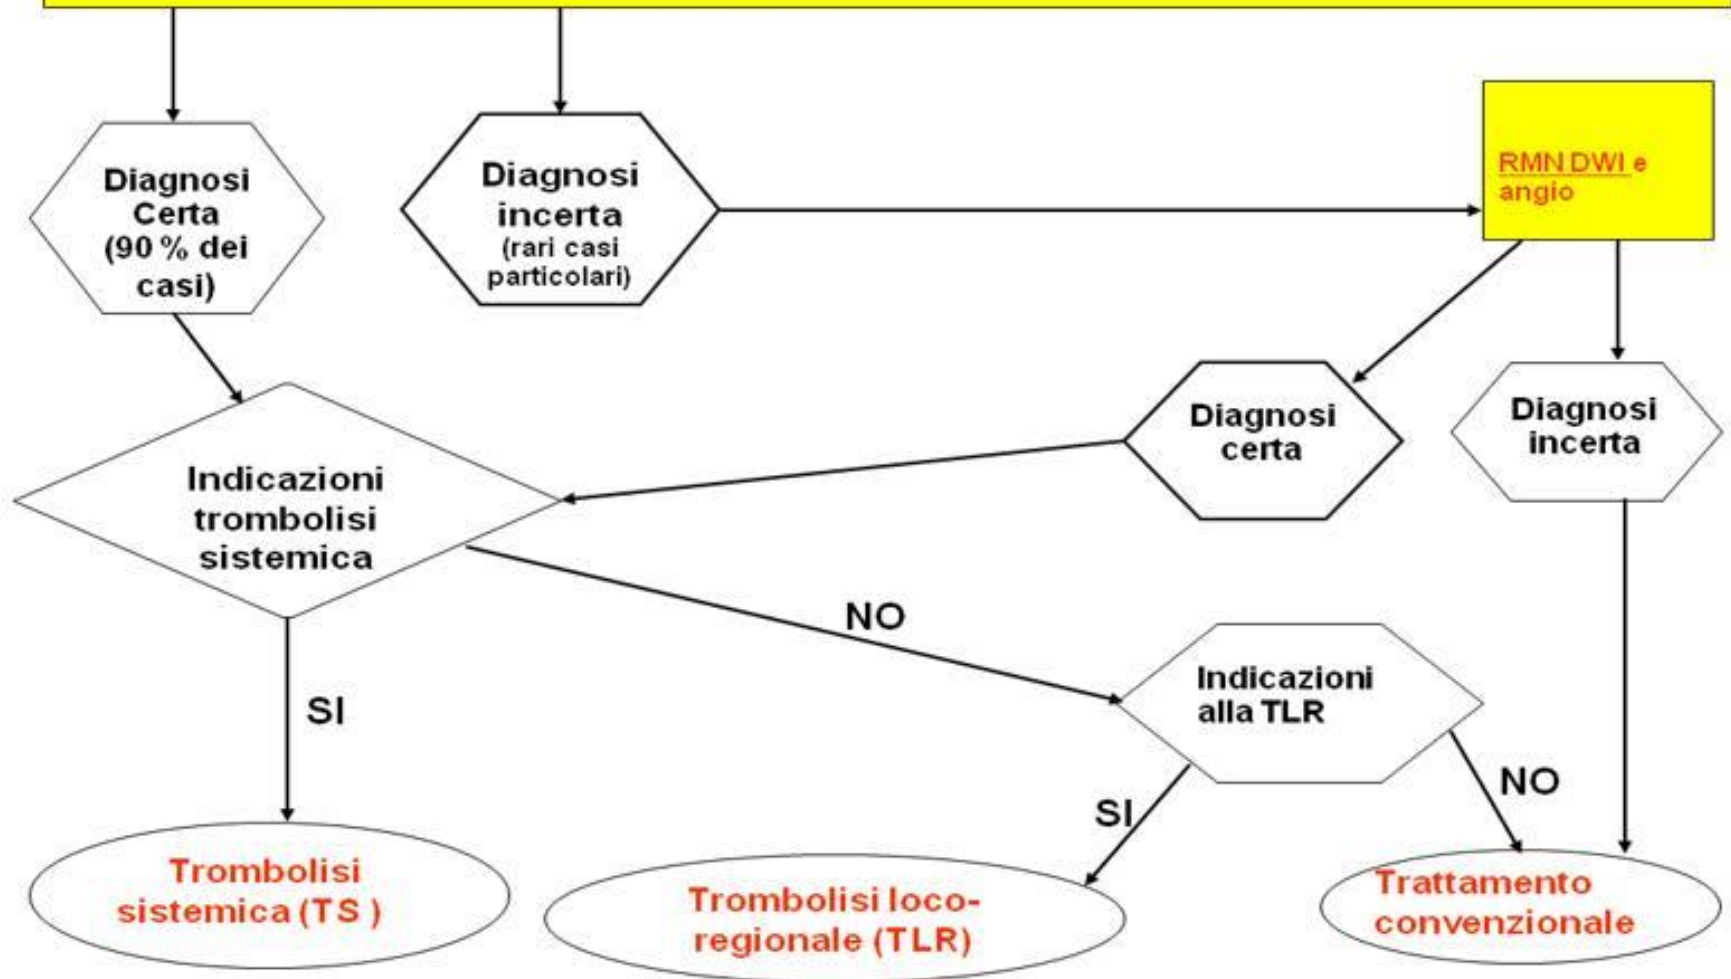 Diagnosi
Certa
(90 % dei
casi)
Diagnosi
incerta
(rari casi
particolari)
RMN DWI e
angio
Diagnosi
certa
Diagnosi
incerta
Indicazioni
trombolisi
sistemica
NO
Indicazioni
alla TLR
SI
NO
SI
Trombolisi
sistemica (TS )
Trombolisi loco-
regionale (TLR)
Trattamento
convenzionale